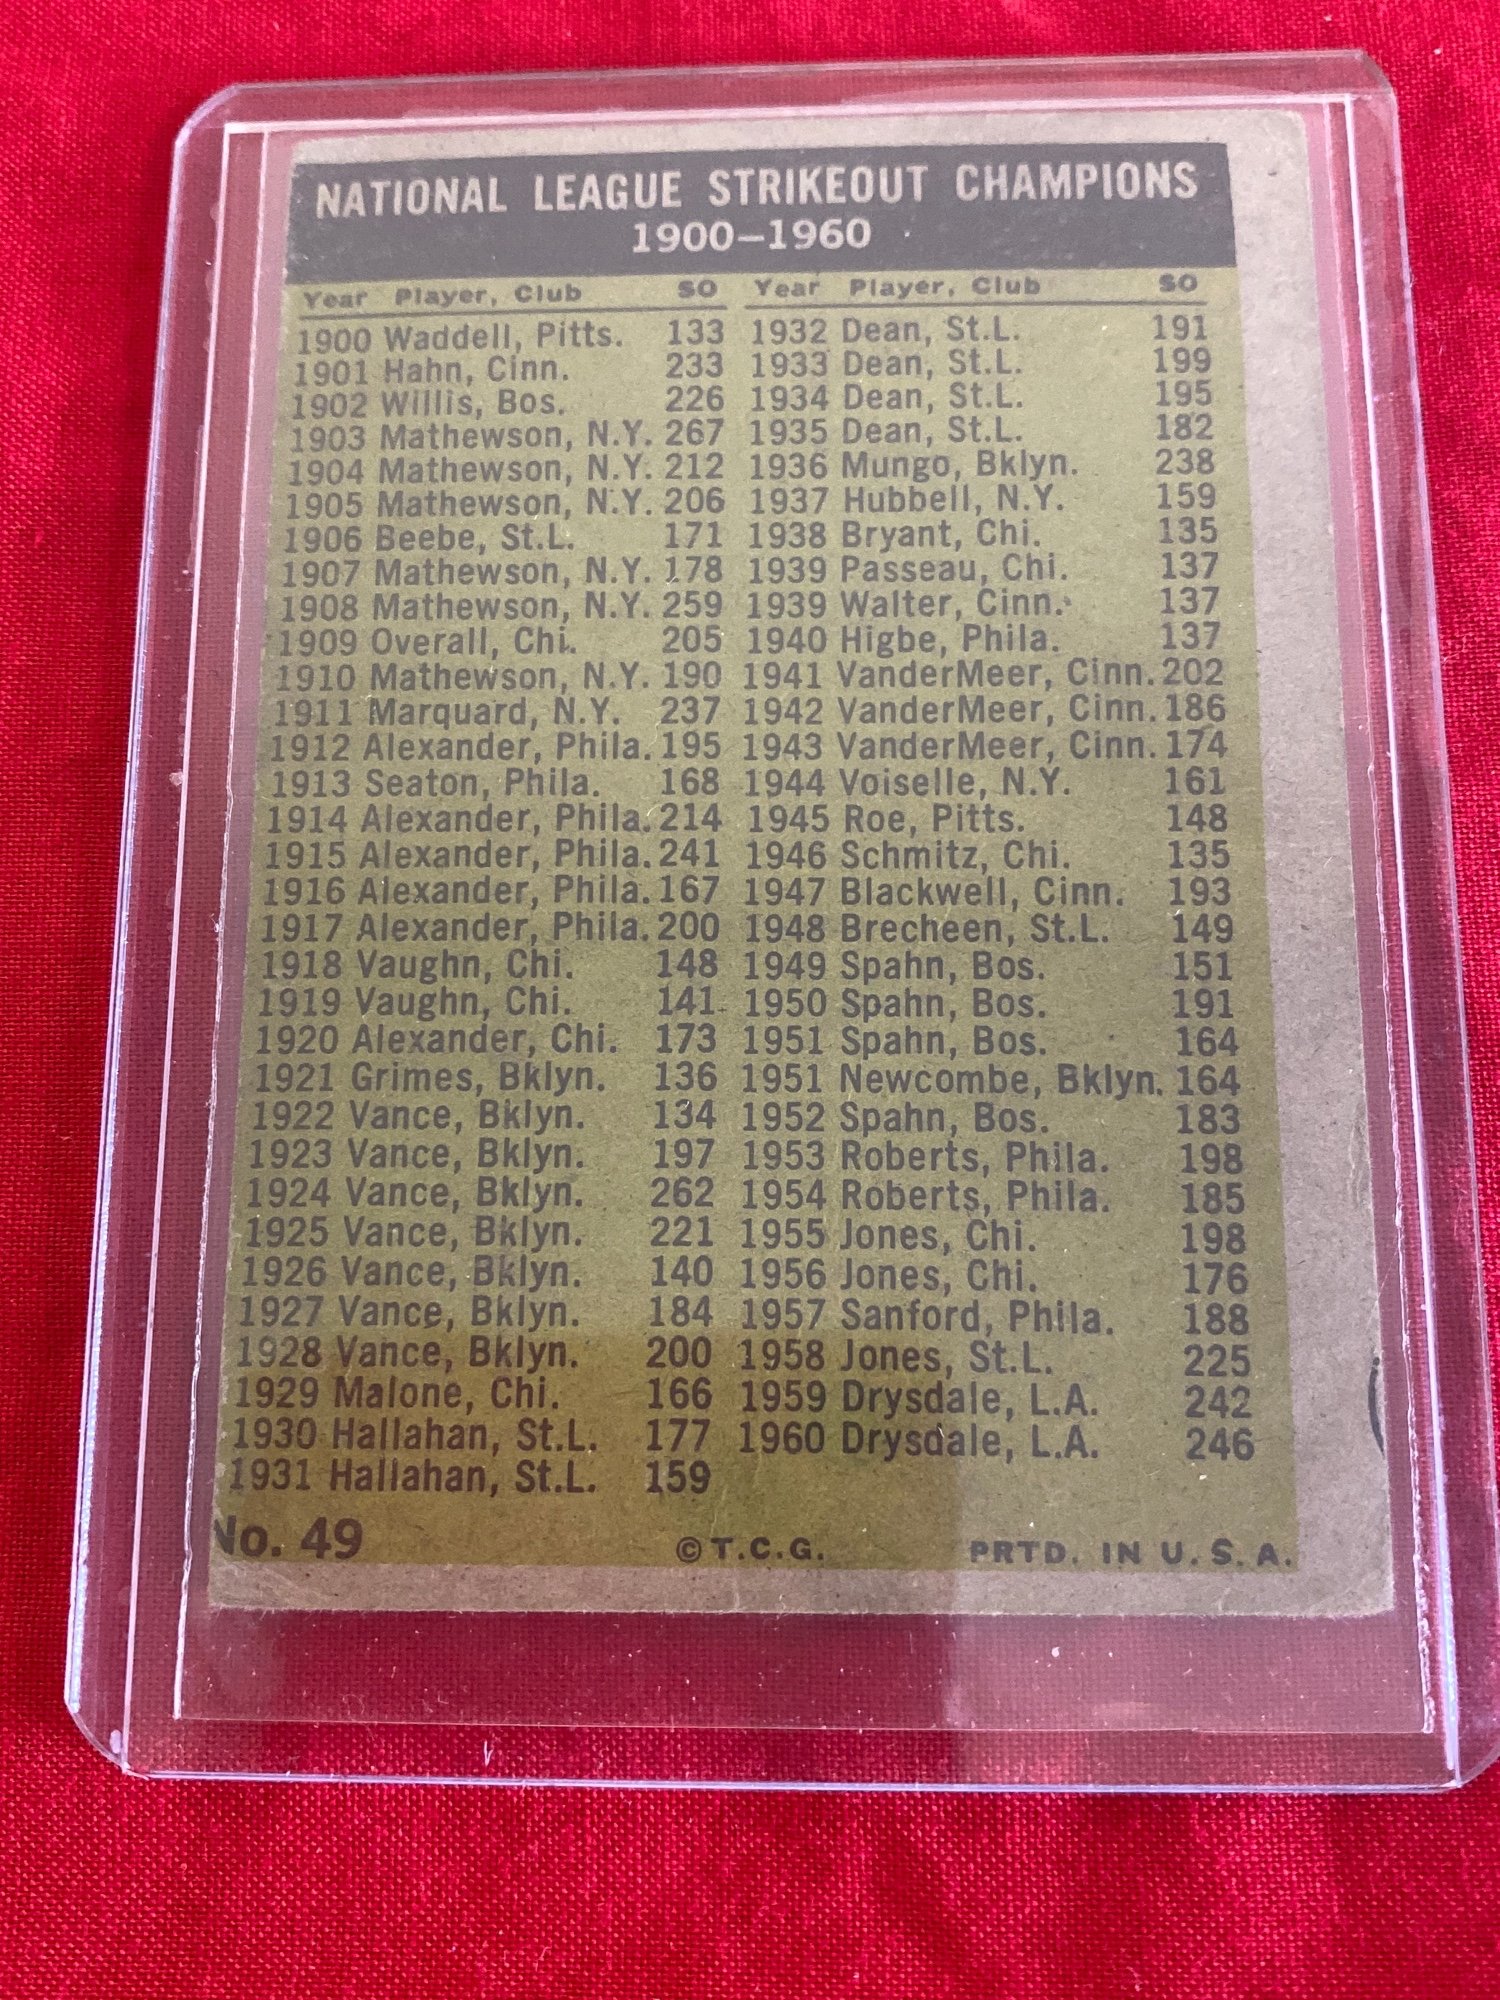 NATIONAL LEAGUE STRIKEOUT CHAMPIONS
1900-1960
Year Player, Club SO
1900 Waddell, Pitts. 133
1901 Hahn, Cinn. 233
1902 Willis, Bos. 226
1903 Mathewson, N.Y. 267
1904 Mathewson, N.Y. 212
1905 Mathewson, N.Y. 206
1906 Beebe, St.L. 171
1907 Mathewson, N.Y. 178
1908 Mathewson, N.Y. 259
1909 Overall, Chi. 205
1910 Mathewson, N.Y. 190
1911 Marquard, N.Y. 237
1912 Alexander, Phila. 195
1913 Seaton, Phila. 168
1914 Alexander, Phila. 214
1915 Alexander, Phila. 241
1916 Alexander, Phila. 167
1917 Alexander, Phila. 200
1918 Vaughn, Chi. 148
1919 Vaughn, Chi. 141
1920 Alexander, Chi. 173
1921 Grimes, Bklyn. 136
1922 Vance, Bklyn. 134
1923 Vance, Bklyn. 197
1924 Vance, Bklyn. 262
1925 Vance, Bklyn. 221
1926 Vance, Bklyn. 140
1927 Vance, Bklyn. 184
1928 Vance, Bklyn. 200
1929 Malone, Chi. 166
1930 Hallahan, St.L. 177
1931 Hallahan, St.L. 159
Year Player, Club SO
1932 Dean, St.L. 191
1933 Dean, St.L. 199
1934 Dean, St.L. 195
1935 Dean, St.L. 182
1936 Mungo, Bklyn. 238
1937 Hubbell, N.Y. 159
1938 Bryant, Chi. 135
1939 Passeau, Chi. 137
1939 Walter, Cinn. 137
1940 Higbe, Phila. 137
1941 VanderMeer, Cinn. 202
1942 VanderMeer, Cinn. 186
1943 VanderMeer, Cinn. 174
1944 Voiselle, N.Y. 161
1945 Roe, Pitts. 148
1946 Schmitz, Chi. 135
1947 Blackwell, Cinn. 193
1948 Brecheen, St.L. 149
1949 Spahn, Bos. 151
1950 Spahn, Bos. 191
1951 Spahn, Bos. 164
1951 Newcombe, Bklyn. 164
1952 Spahn, Bos. 183
1953 Roberts, Phila. 198
1954 Roberts, Phila. 185
1955 Jones, Chi. 198
1956 Jones, Chi. 176
1957 Sanford, Phila. 188
1958 Jones, St.L. 225
1959 Drysdale, L.A. 242
1960 Drysdale, L.A. 246
No. 49 © T.C.G. PRTD. IN U.S.A.